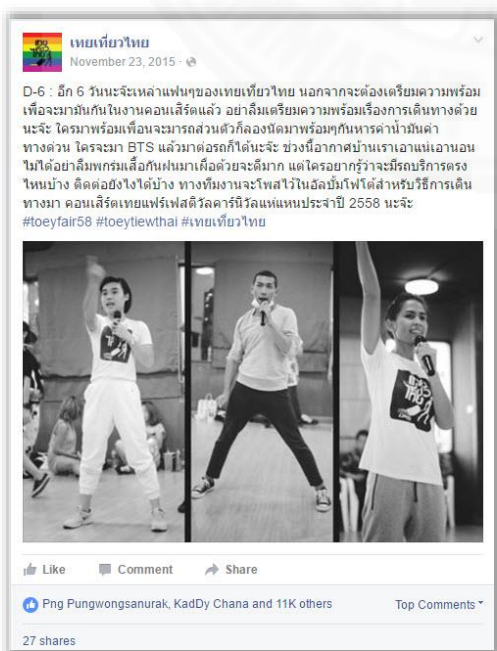 เทยเที่ยวไทย
November 23, 2015 ·
D-6 : อีก 6 วันนะจ๊ะเหล่าแฟนๆของเทยเที่ยวไทย นอกจากจะต้องเตรียมความพร้อม
เพื่อจะมามันกันในงานคอนเสิร์ตแล้ว อย่าลืมเตรียมความพร้อมเรื่องการเดินทางด้วย
นะจ๊ะ ใครมาพร้อมเพื่อนจะมารถส่วนตัวก็ลองนัดมาพร้อมๆกันหารค่าน้ำมันค่า
ทางด่วน ใครจะมา BTS แล้วมาต่อรถก็ได้นะจ๊ะ ช่วงนี้อากาศบ้านเราเอาแน่เอานอน
ไม่ได้อย่าลืมพกร่มเสื้อกันฝนมาเผื่อด้วยจะดีมาก แต่ใครอยากรู้ว่าจะมีรถบริการตรง
ไหนบ้าง ติดต่อยังไงได้บ้าง ทางทีมงานจะโพสไว้ในอัลบั้มโฟโต้สำหรับวิธีการเดิน
ทางมา คอนเสิร์ตเทยแฟร์เฟสติวัลคาร์นิวัลแห่แหนประจำปี 2558 นะจ๊ะ
#toeyfair58 #toeytiewthai #เทยเที่ยวไทย
Like Comment Share
Png Pungwongsanurak, KadDy Chana and 11K others Top Comments
27 shares